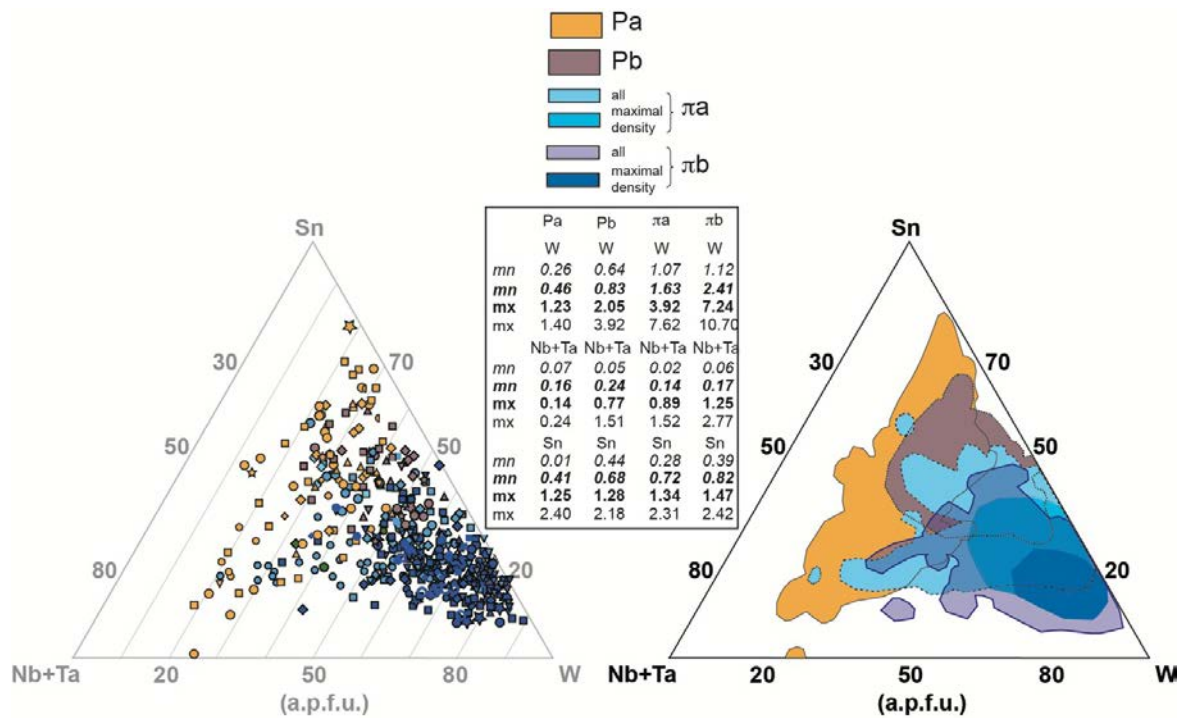 Pa
Pb
all
maximal
density
πa
all
maximal
density
πb
Pa Pb πa πb
W W W W
mn 0.26 0.64 1.07 1.12
mn 0.46 0.83 1.63 2.41
mx 1.23 2.05 3.92 7.24
mx 1.40 3.92 7.62 10.70
Nb+Ta Nb+Ta Nb+Ta Nb+Ta
mn 0.07 0.05 0.02 0.06
mn 0.16 0.24 0.14 0.17
mx 0.14 0.77 0.89 1.25
mx 0.24 1.51 1.52 2.77
Sn Sn Sn Sn
mn 0.01 0.44 0.28 0.39
mn 0.41 0.68 0.72 0.82
mx 1.25 1.28 1.34 1.47
mx 2.40 2.18 2.31 2.42
Sn
30 70
50 50
80 20
Nb+Ta 20 50 80 W
(a.p.f.u.)
Sn
30 70
50 50
80 20
Nb+Ta 20 50 80 W
(a.p.f.u.)